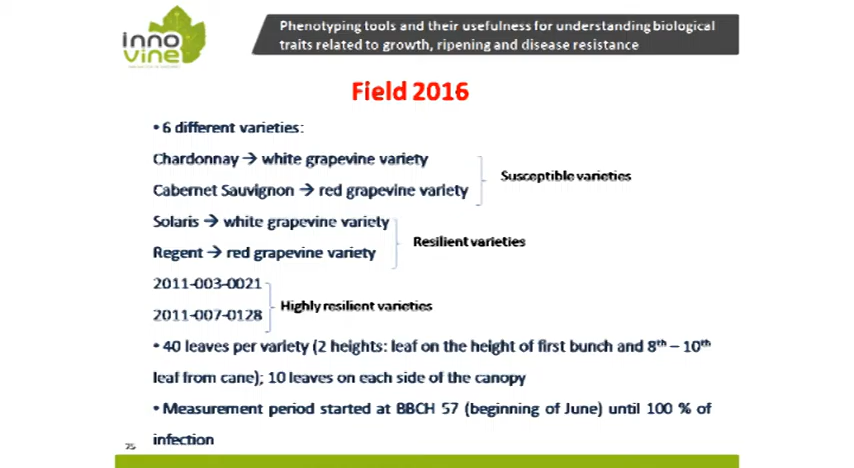 inno
vine
Phenotyping tools and their usefulness for understanding biological
traits related to growth, ripening and disease resistance
Field 2016
• 6 different varieties:
Chardonnay → white grapevine variety
Cabernet Sauvignon → red grapevine variety
Susceptible varieties
Solaris → white grapevine variety
Regent → red grapevine variety
Resilient varieties
2011-003-0021
2011-007-0128
Highly resilient varieties
• 40 leaves per variety (2 heights: leaf on the height of first bunch and 8th – 10th
leaf from cane); 10 leaves on each side of the canopy
• Measurement period started at BBCH 57 (beginning of June) until 100 % of
infection
75